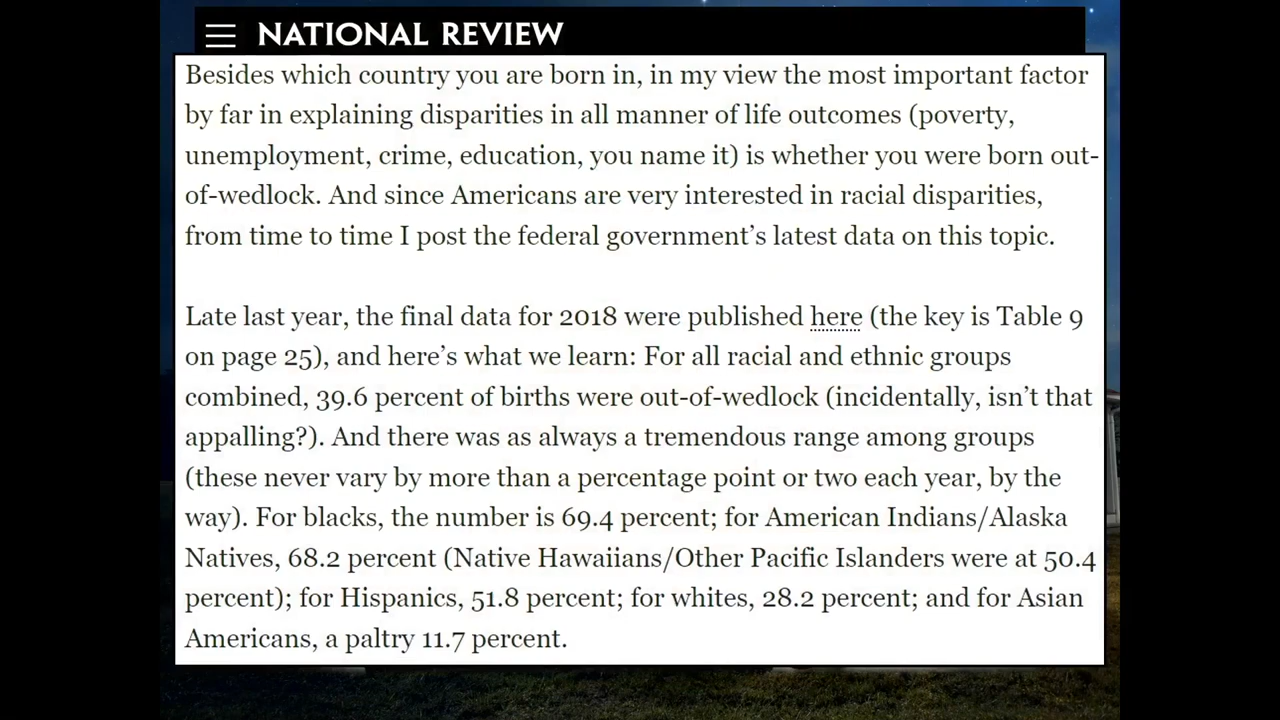 NATIONAL REVIEW
Besides which country you are born in, in my view the most important factor
by far in explaining disparities in all manner of life outcomes (poverty,
unemployment, crime, education, you name it) is whether you were born out-
of-wedlock. And since Americans are very interested in racial disparities,
from time to time I post the federal government’s latest data on this topic.
Late last year, the final data for 2018 were published here (the key is Table 9
on page 25), and here’s what we learn: For all racial and ethnic groups
combined, 39.6 percent of births were out-of-wedlock (incidentally, isn’t that
appalling?). And there was as always a tremendous range among groups
(these never vary by more than a percentage point or two each year, by the
way). For blacks, the number is 69.4 percent; for American Indians/Alaska
Natives, 68.2 percent (Native Hawaiians/Other Pacific Islanders were at 50.4
percent); for Hispanics, 51.8 percent; for whites, 28.2 percent; and for Asian
Americans, a paltry 11.7 percent.